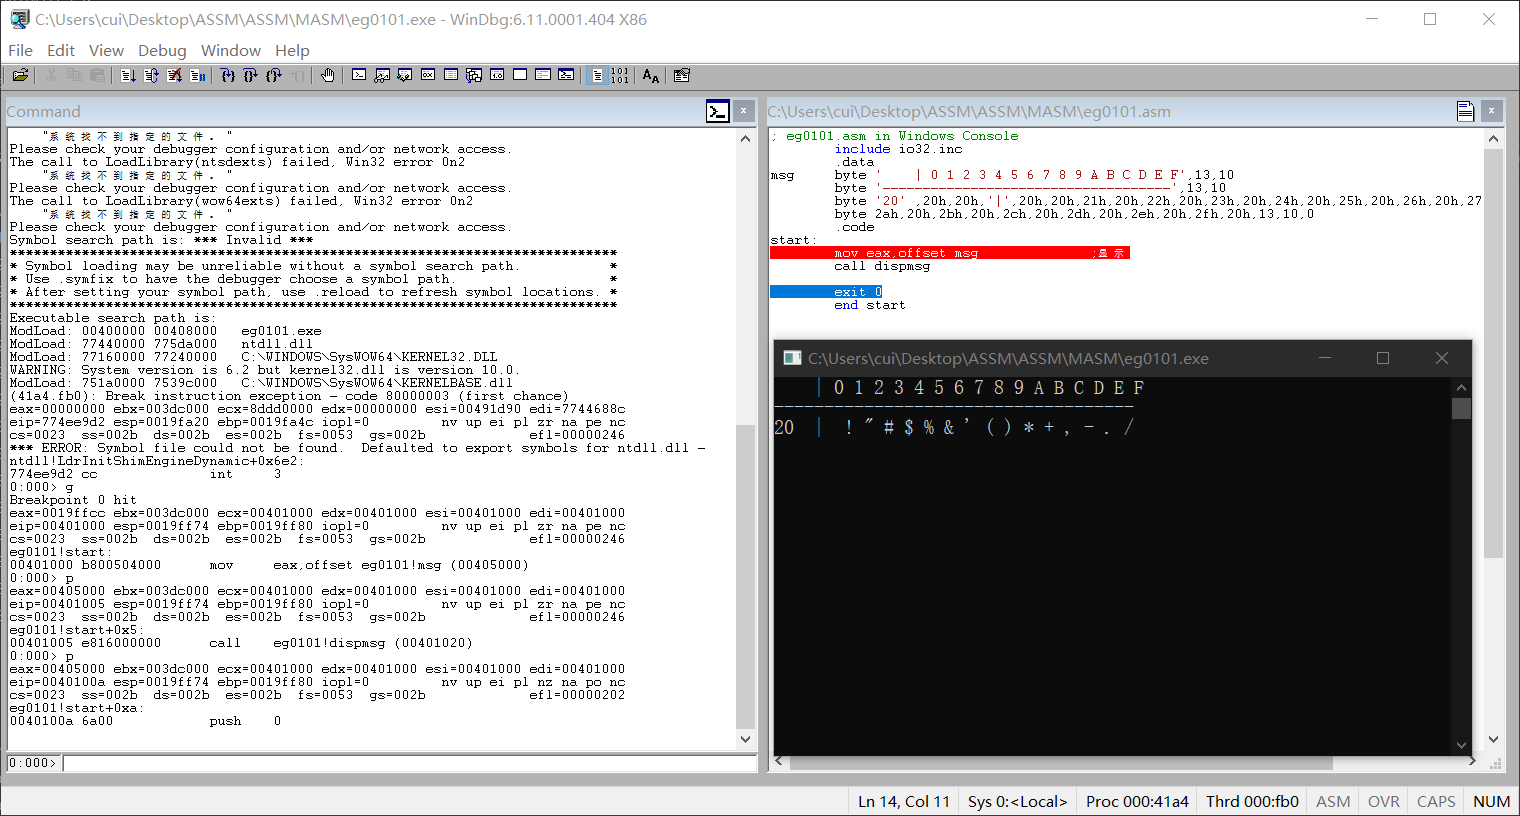 C:\Users\cui\Desktop\ASSM\ASSM\MASM\eg0101.exe - WinDbg:6.11.0001.404 X86
File Edit View Debug Window Help
Command
"系统找不到指定的文件。"
Please check your debugger configuration and/or network access.
The call to LoadLibrary(ntsdexts) failed, Win32 error 0n2
"系统找不到指定的文件。"
Please check your debugger configuration and/or network access.
The call to LoadLibrary(wow64exts) failed, Win32 error 0n2
"系统找不到指定的文件。"
Please check your debugger configuration and/or network access.
Symbol search path is: *** Invalid ***
****************************************************************************
* Symbol loading may be unreliable without a symbol search path.           *
* Use .symfix to have the debugger choose a symbol path.                   *
* After setting your symbol path, use .reload to refresh symbol locations. *
****************************************************************************
Executable search path is:
ModLoad: 00400000 00408000   eg0101.exe
ModLoad: 77440000 775da000   ntdll.dll
ModLoad: 77160000 77240000   C:\WINDOWS\SysWOW64\KERNEL32.DLL
WARNING: System version is 6.2 but kernel32.dll is version 10.0.
ModLoad: 751a0000 7539c000   C:\WINDOWS\SysWOW64\KERNELBASE.dll
(41a4.fb0): Break instruction exception - code 80000003 (first chance)
eax=00000000 ebx=003dc000 ecx=8ddd0000 edx=00000000 esi=00491d90 edi=7744688c
eip=774ee9d2 esp=0019fa20 ebp=0019fa4c iopl=0         nv up ei pl zr na pe nc
cs=0023  ss=002b  ds=002b  es=002b  fs=0053  gs=002b             efl=00000246
*** ERROR: Symbol file could not be found.  Defaulted to export symbols for ntdll.dll -
ntdll!LdrInitShimEngineDynamic+0x6e2:
774ee9d2 cc              int     3
0:000> g
Breakpoint 0 hit
eax=0019ffcc ebx=003dc000 ecx=00401000 edx=00401000 esi=00401000 edi=00401000
eip=00401000 esp=0019ff74 ebp=0019ff80 iopl=0         nv up ei pl zr na pe nc
cs=0023  ss=002b  ds=002b  es=002b  fs=0053  gs=002b             efl=00000246
eg0101!start:
00401000 b800504000      mov     eax,offset eg0101!msg (00405000)
0:000> p
eax=00405000 ebx=003dc000 ecx=00401000 edx=00401000 esi=00401000 edi=00401000
eip=00401005 esp=0019ff74 ebp=0019ff80 iopl=0         nv up ei pl zr na pe nc
cs=0023  ss=002b  ds=002b  es=002b  fs=0053  gs=002b             efl=00000246
eg0101!start+0x5:
00401005 e816000000      call    eg0101!dispmsg (00401020)
0:000> p
eax=00405000 ebx=003dc000 ecx=00401000 edx=00401000 esi=00401000 edi=00401000
eip=0040100a esp=0019ff74 ebp=0019ff80 iopl=0         nv up ei pl nz na po nc
cs=0023  ss=002b  ds=002b  es=002b  fs=0053  gs=002b             efl=00000202
eg0101!start+0xa:
0040100a 6a00            push    0
0:000>
C:\Users\cui\Desktop\ASSM\ASSM\MASM\eg0101.asm
; eg0101.asm in Windows Console
include io32.inc
.data
msg     byte '    | 0 1 2 3 4 5 6 7 8 9 A B C D E F',13,10
byte '------------------------------------',13,10
byte '20' ,20h,20h,'|',20h,20h,21h,20h,22h,20h,23h,20h,24h,20h,25h,20h,26h,20h,27
byte 2ah,20h,2bh,20h,2ch,20h,2dh,20h,2eh,20h,2fh,20h,13,10,0
.code
start:
mov eax,offset msg              ;显示
call dispmsg
exit 0
end start
C:\Users\cui\Desktop\ASSM\ASSM\MASM\eg0101.exe
| 0 1 2 3 4 5 6 7 8 9 A B C D E F
------------------------------------
20  |   ! " # $ % & ' ( ) * + , - . /
Ln 14, Col 11 Sys 0:<Local> Proc 000:41a4 Thrd 000:fb0 ASM OVR CAPS NUM